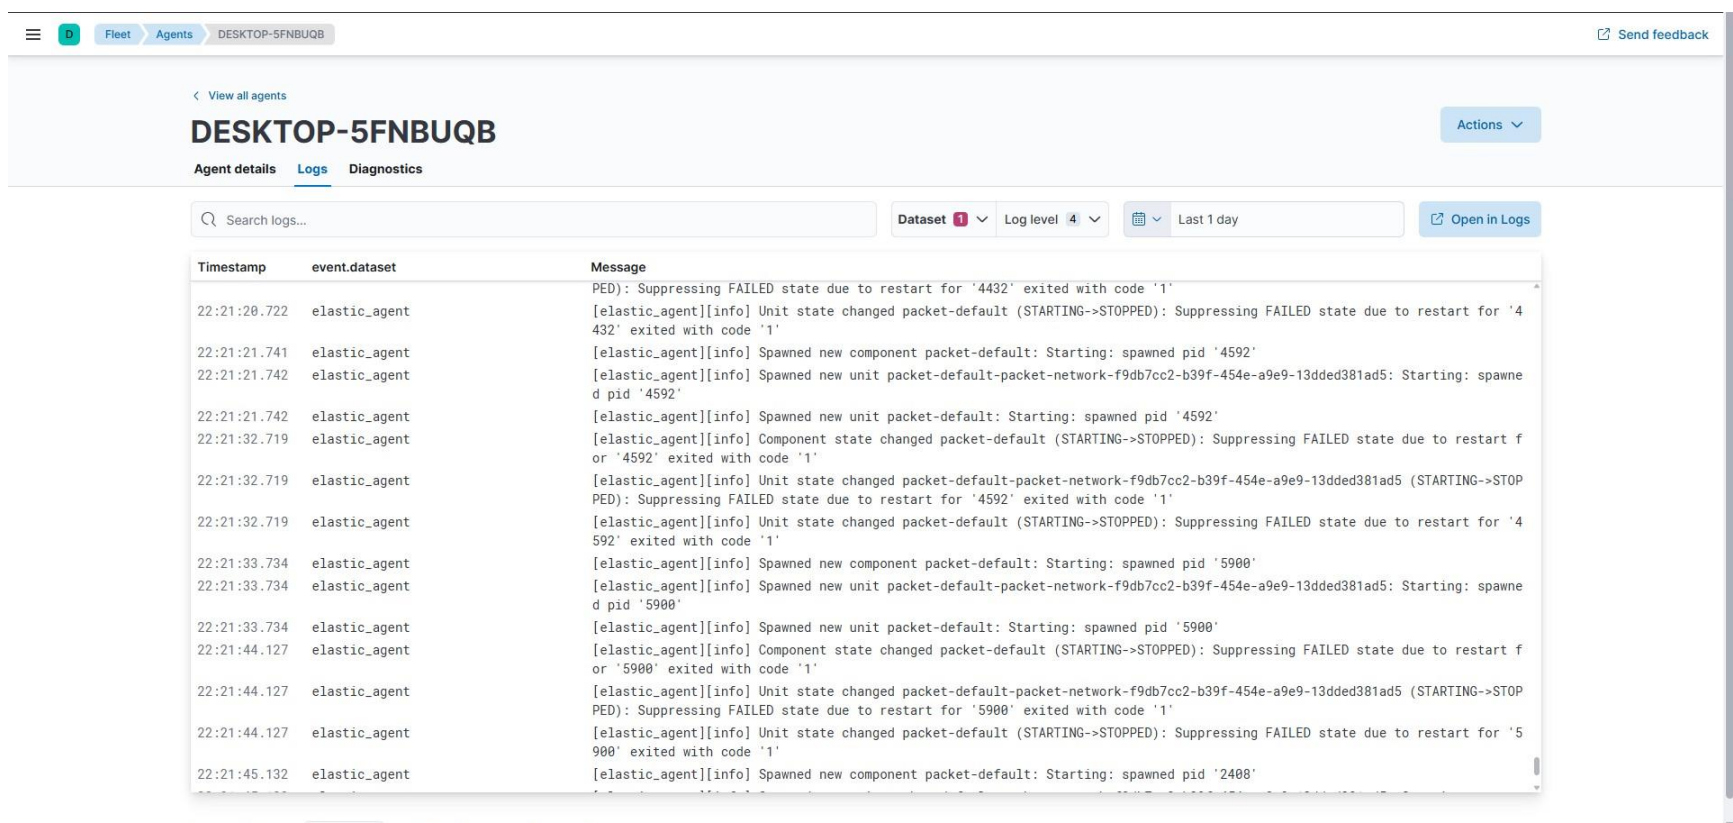 D Fleet Agents DESKTOP-5FNBUQB Send feedback
View all agents
DESKTOP-5FNBUQB
Actions
Agent details Logs Diagnostics
Search logs... Dataset 1 Log level 4 Last 1 day Open in Logs
Timestamp event.dataset Message
PED): Suppressing FAILED state due to restart for '4432' exited with code '1'
22:21:20.722 elastic_agent [elastic_agent][info] Unit state changed packet-default (STARTING->STOPPED): Suppressing FAILED state due to restart for '4
432' exited with code '1'
22:21:21.741 elastic_agent [elastic_agent][info] Spawned new component packet-default: Starting: spawned pid '4592'
22:21:21.742 elastic_agent [elastic_agent][info] Spawned new unit packet-default-packet-network-f9db7cc2-b39f-454e-a9e9-13dded381ad5: Starting: spawne
d pid '4592'
22:21:21.742 elastic_agent [elastic_agent][info] Spawned new unit packet-default: Starting: spawned pid '4592'
22:21:32.719 elastic_agent [elastic_agent][info] Component state changed packet-default (STARTING->STOPPED): Suppressing FAILED state due to restart f
or '4592' exited with code '1'
22:21:32.719 elastic_agent [elastic_agent][info] Unit state changed packet-default-packet-network-f9db7cc2-b39f-454e-a9e9-13dded381ad5 (STARTING->STOP
PED): Suppressing FAILED state due to restart for '4592' exited with code '1'
22:21:32.719 elastic_agent [elastic_agent][info] Unit state changed packet-default (STARTING->STOPPED): Suppressing FAILED state due to restart for '4
592' exited with code '1'
22:21:33.734 elastic_agent [elastic_agent][info] Spawned new component packet-default: Starting: spawned pid '5900'
22:21:33.734 elastic_agent [elastic_agent][info] Spawned new unit packet-default-packet-network-f9db7cc2-b39f-454e-a9e9-13dded381ad5: Starting: spawne
d pid '5900'
22:21:33.734 elastic_agent [elastic_agent][info] Spawned new unit packet-default: Starting: spawned pid '5900'
22:21:44.127 elastic_agent [elastic_agent][info] Component state changed packet-default (STARTING->STOPPED): Suppressing FAILED state due to restart f
or '5900' exited with code '1'
22:21:44.127 elastic_agent [elastic_agent][info] Unit state changed packet-default-packet-network-f9db7cc2-b39f-454e-a9e9-13dded381ad5 (STARTING->STOP
PED): Suppressing FAILED state due to restart for '5900' exited with code '1'
22:21:44.127 elastic_agent [elastic_agent][info] Unit state changed packet-default (STARTING->STOPPED): Suppressing FAILED state due to restart for '5
900' exited with code '1'
22:21:45.132 elastic_agent [elastic_agent][info] Spawned new component packet-default: Starting: spawned pid '2408'